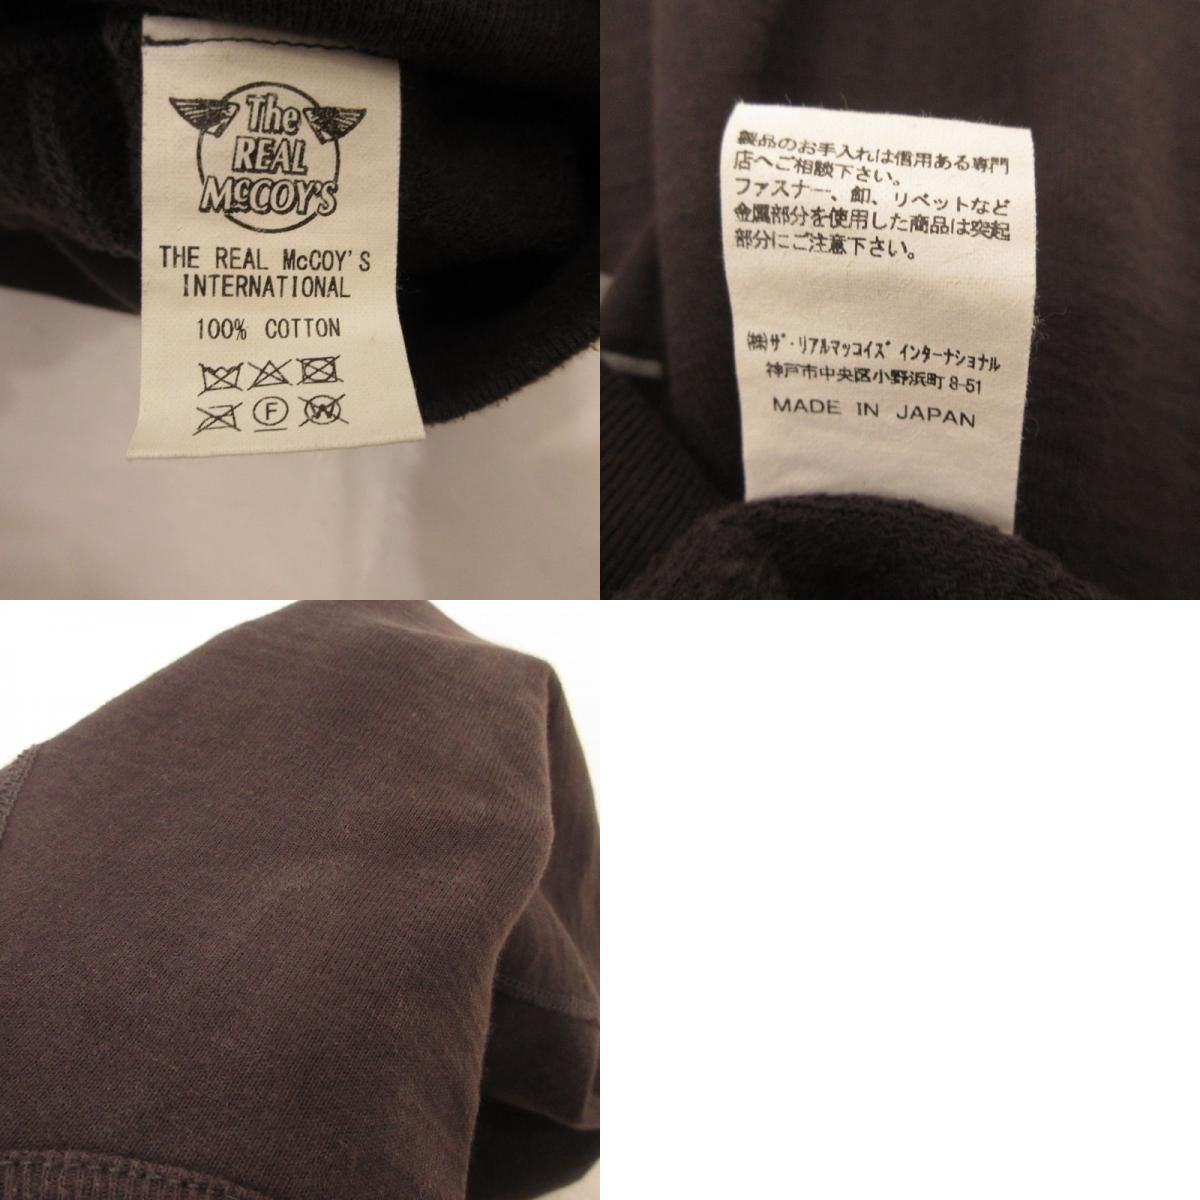 The
REAL
McCOY'S
THE REAL McCOY'S
INTERNATIONAL
100% COTTON
F
W
製品のお手入れは信用ある専門
店へご相談下さい。
ファスナー、釦、リベットなど
金属部分を使用した商品は突起
部分にご注意下さい。
㈱ザ・リアルマッコイズ インターナショナル
神戸市中央区小野浜町8-51
MADE IN JAPAN